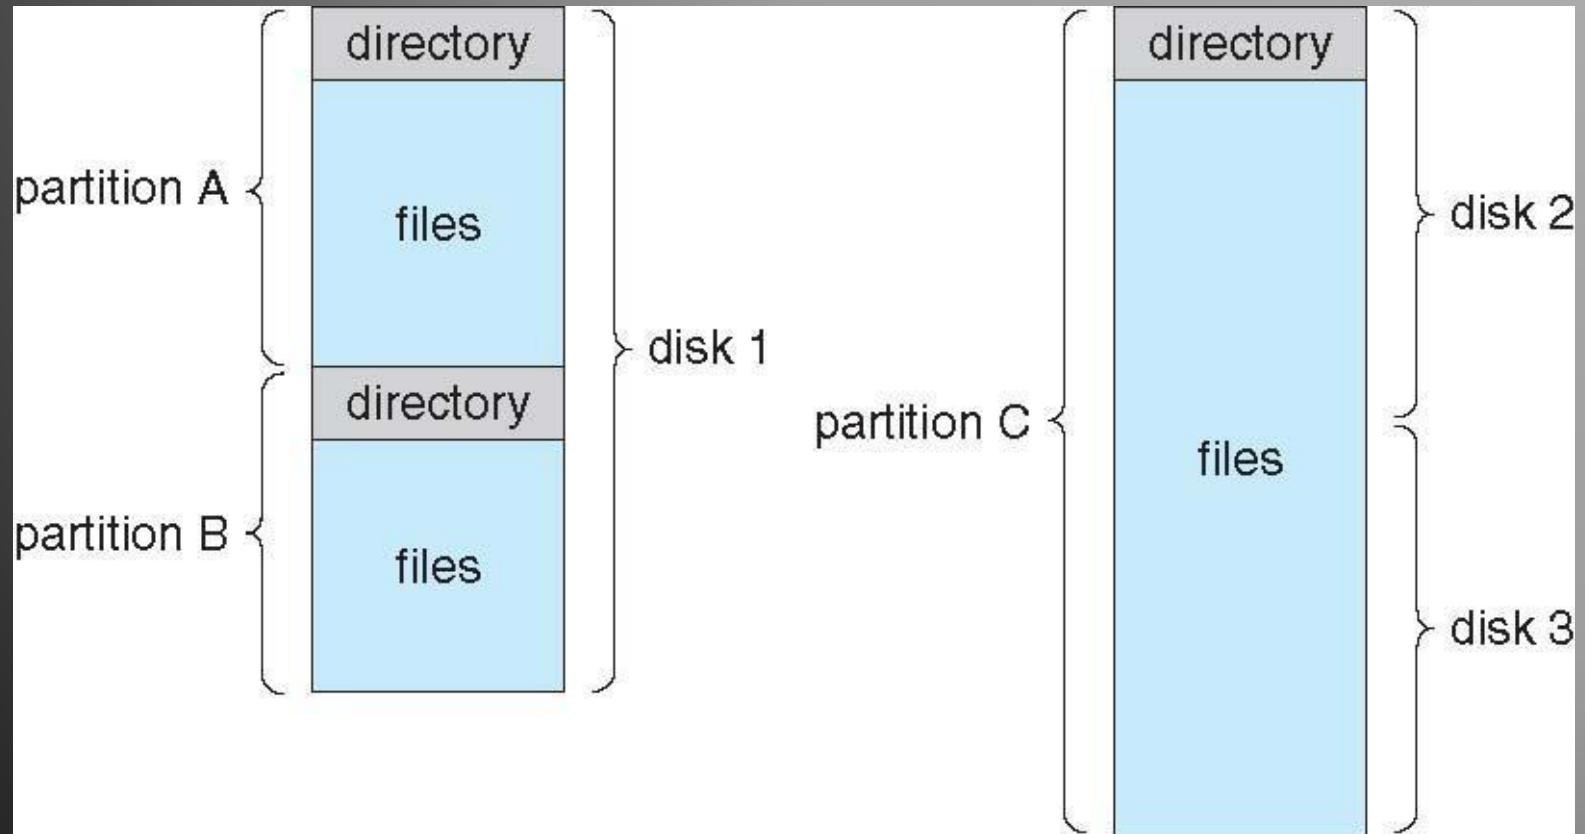 directory
partition A
files
disk 1
directory
partition B
files
directory
disk 2
partition C
files
disk 3